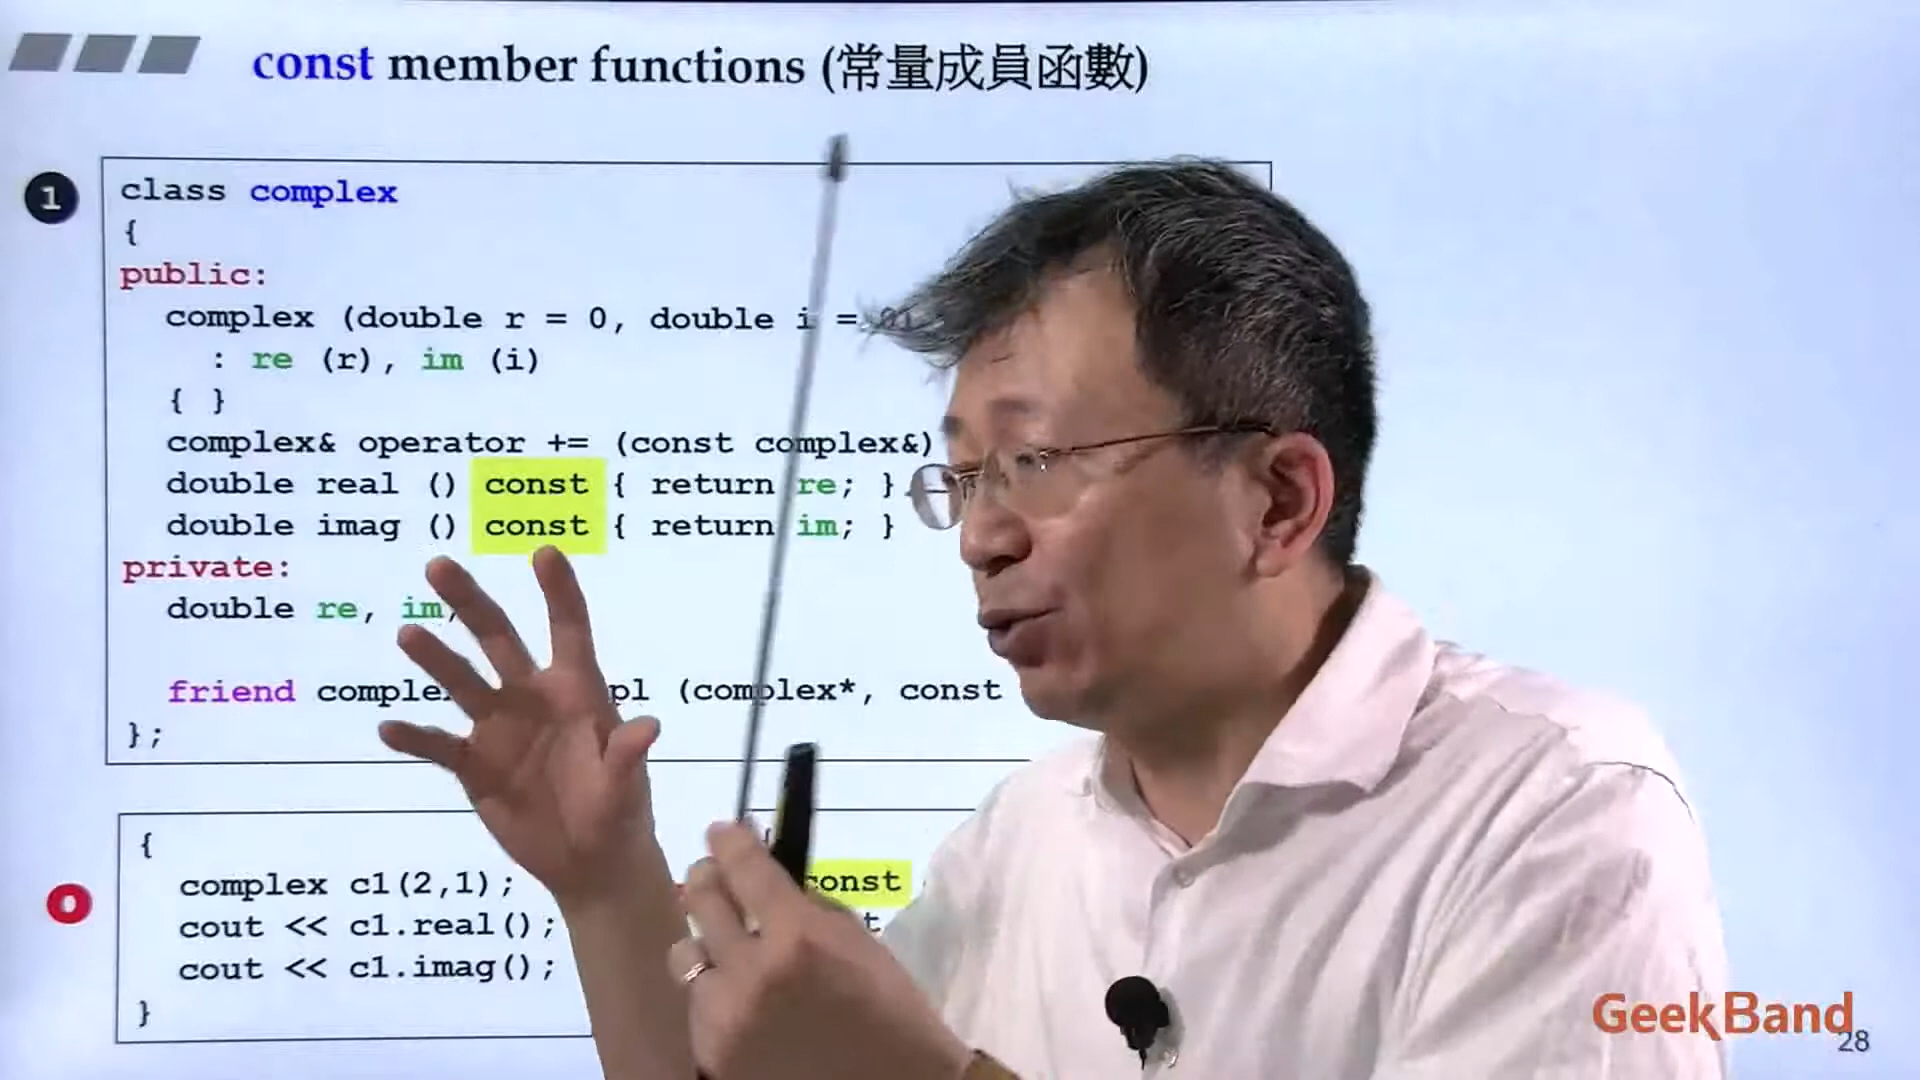 const member functions (常量成員函數)
1
class complex
{
public:
complex (double r = 0, double i =
: re (r), im (i)
{ }
complex& operator += (const complex&)
double real () const { return re; }
double imag () const { return im; }
private:
double re, im;
friend pl (complex*, const
};
{
complex c1(2,1);
cout << c1.real();
cout << c1.imag();
}
{
const
GeekBand
28